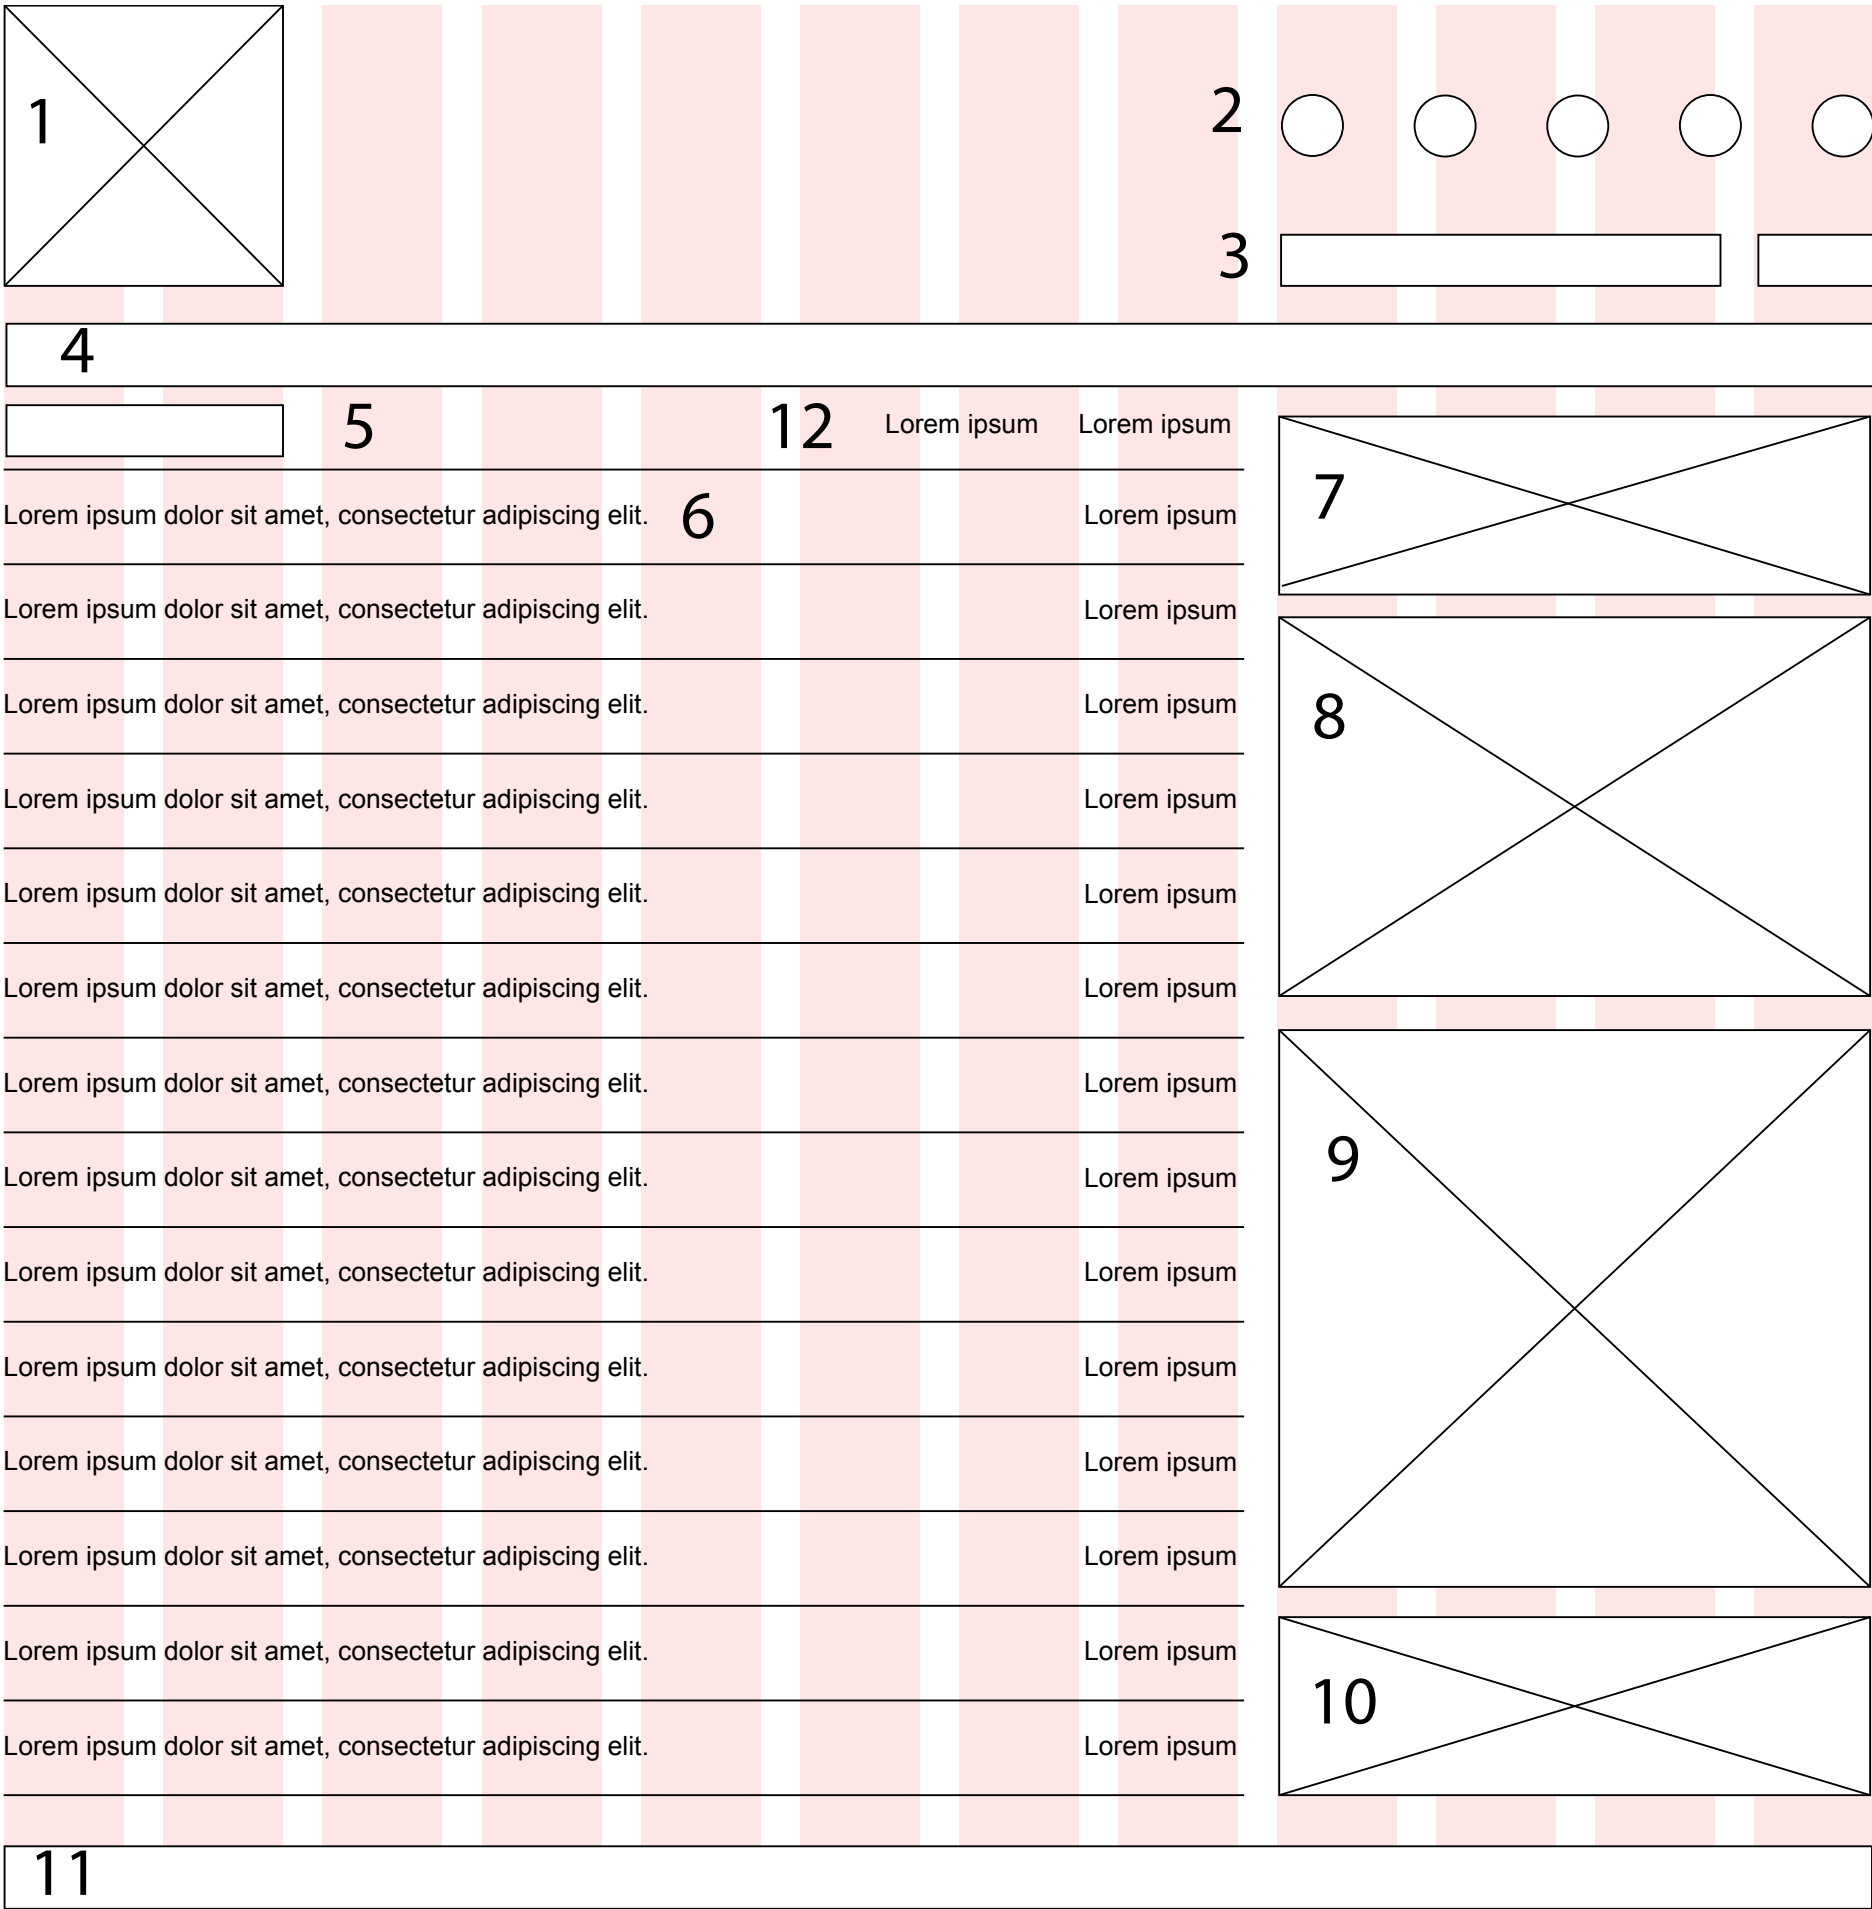 1
2
3
4
5 12 Lorem ipsum Lorem ipsum
Lorem ipsum dolor sit amet, consectetur adipiscing elit. 6 Lorem ipsum
7
Lorem ipsum dolor sit amet, consectetur adipiscing elit. Lorem ipsum
Lorem ipsum dolor sit amet, consectetur adipiscing elit. Lorem ipsum
8
Lorem ipsum dolor sit amet, consectetur adipiscing elit. Lorem ipsum
Lorem ipsum dolor sit amet, consectetur adipiscing elit. Lorem ipsum
Lorem ipsum dolor sit amet, consectetur adipiscing elit. Lorem ipsum
Lorem ipsum dolor sit amet, consectetur adipiscing elit. Lorem ipsum
9
Lorem ipsum dolor sit amet, consectetur adipiscing elit. Lorem ipsum
Lorem ipsum dolor sit amet, consectetur adipiscing elit. Lorem ipsum
Lorem ipsum dolor sit amet, consectetur adipiscing elit. Lorem ipsum
Lorem ipsum dolor sit amet, consectetur adipiscing elit. Lorem ipsum
Lorem ipsum dolor sit amet, consectetur adipiscing elit. Lorem ipsum
Lorem ipsum dolor sit amet, consectetur adipiscing elit. Lorem ipsum
10
Lorem ipsum dolor sit amet, consectetur adipiscing elit. Lorem ipsum
11